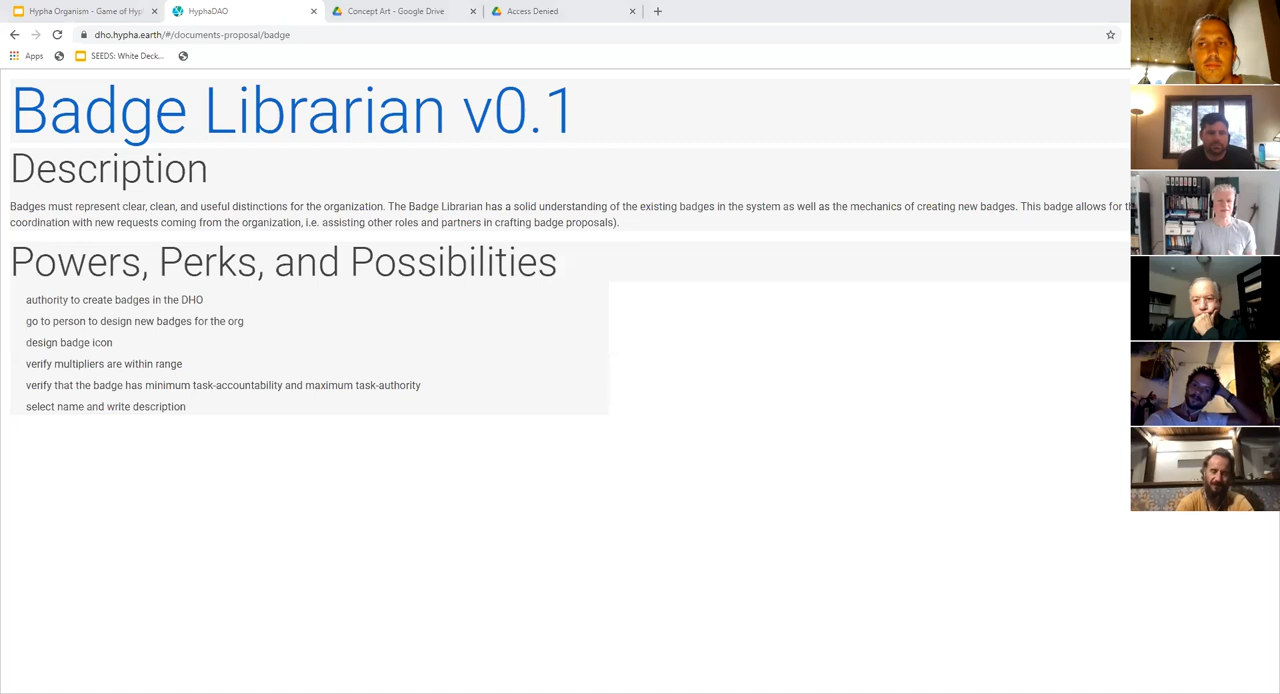 Hypha Organism - Game of Hyp
HyphaDAO
Concept Art - Google Drive
Access Denied
dho.hypha.earth/#/documents-proposal/badge
Apps
SEEDS: White Deck...
Badge Librarian v0.1
Description
Badges must represent clear, clean, and useful distinctions for the organization. The Badge Librarian has a solid understanding of the existing badges in the system as well as the mechanics of creating new badges. This badge allows for th
coordination with new requests coming from the organization, i.e. assisting other roles and partners in crafting badge proposals).
Powers, Perks, and Possibilities
authority to create badges in the DHO
go to person to design new badges for the org
design badge icon
verify multipliers are within range
verify that the badge has minimum task-accountability and maximum task-authority
select name and write description